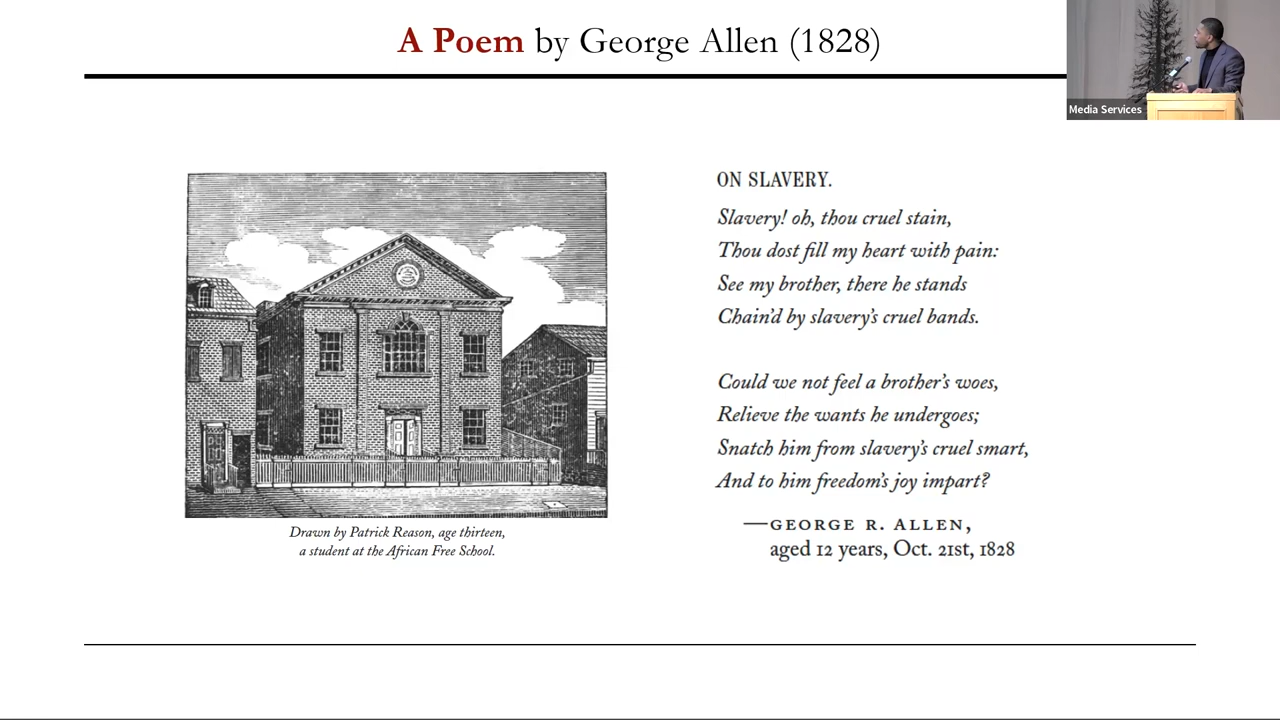 A Poem by George Allen (1828)
Media Services
Drawn by Patrick Reason, age thirteen,
a student at the African Free School.
ON SLAVERY.
Slavery! oh, thou cruel stain,
Thou dost fill my heart with pain:
See my brother, there he stands
Chain'd by slavery's cruel bands.
Could we not feel a brother's woes,
Relieve the wants he undergoes;
Snatch him from slavery's cruel smart,
And to him freedom's joy impart?
—GEORGE R. ALLEN,
aged 12 years, Oct. 21st, 1828